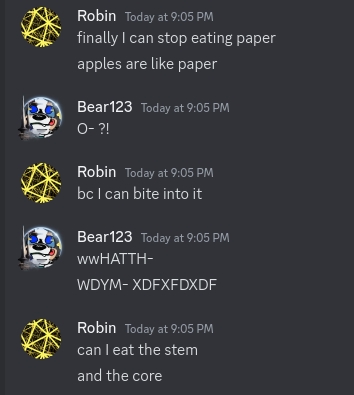 Robin Today at 9:05 PM
finally I can stop eating paper
apples are like paper
Bear123 Today at 9:05 PM
O- ?!
Robin Today at 9:05 PM
bc I can bite into it
Bear123 Today at 9:05 PM
wwHATTH-
WDYM- XDFXFDXDF
Robin Today at 9:05 PM
can I eat the stem
and the core